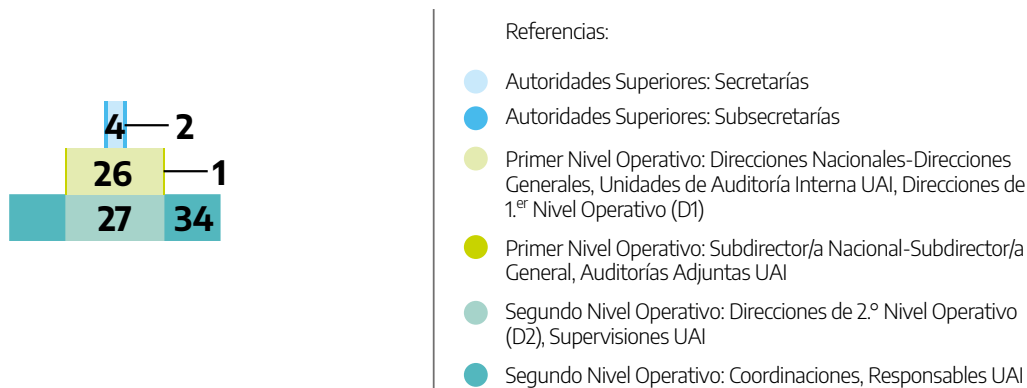 4 2
26 1
27 34
Referencias:
Autoridades Superiores: Secretarías
Autoridades Superiores: Subsecretarías
Primer Nivel Operativo: Direcciones Nacionales-Direcciones
Generales, Unidades de Auditoría Interna UAI, Direcciones de
1.er Nivel Operativo (D1)
Primer Nivel Operativo: Subdirector/a Nacional-Subdirector/a
General, Auditorías Adjuntas UAI
Segundo Nivel Operativo: Direcciones de 2.º Nivel Operativo
(D2), Supervisiones UAI
Segundo Nivel Operativo: Coordinaciones, Responsables UAI